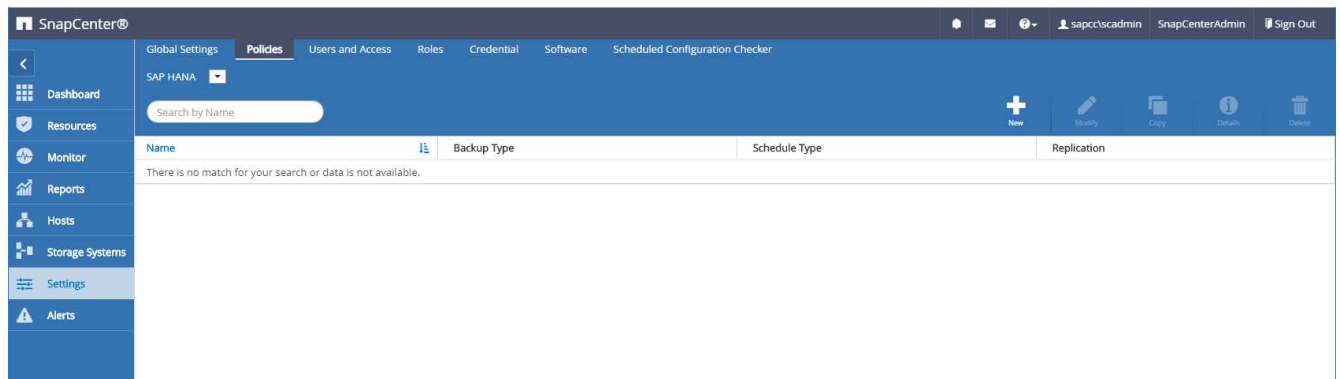 SnapCenter®
sapcc\scadmin SnapCenterAdmin Sign Out
Global Settings Policies Users and Access Roles Credential Software Scheduled Configuration Checker
SAP HANA
Dashboard
Search by Name
New Modify Copy Details Delete
Resources
Name Backup Type Schedule Type Replication
Monitor
There is no match for your search or data is not available.
Reports
Hosts
Storage Systems
Settings
Alerts